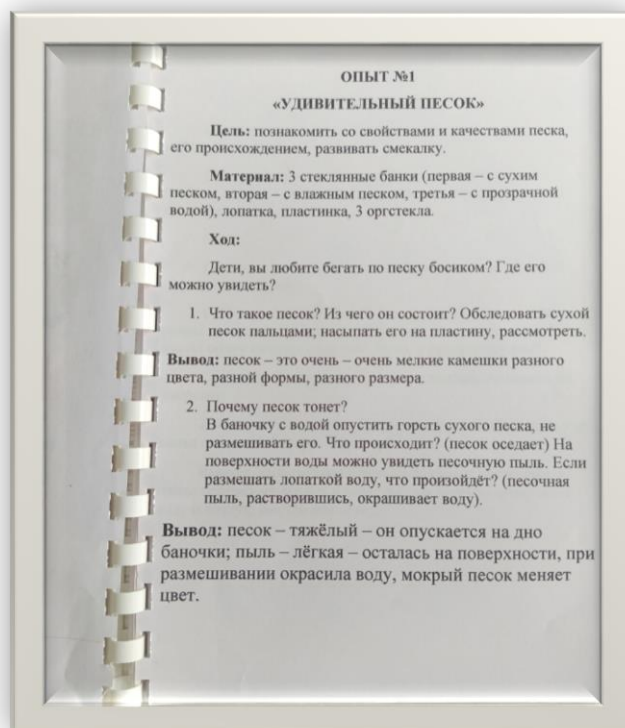 ОПЫТ №1
«УДИВИТЕЛЬНЫЙ ПЕСОК»
Цель: познакомить со свойствами и качествами песка,
его происхождением, развивать смекалку.
Материал: 3 стеклянные банки (первая – с сухим
песком, вторая – с влажным песком, третья – с прозрачной
водой), лопатка, пластинка, 3 оргстекла.
Ход:
Дети, вы любите бегать по песку босиком? Где его
можно увидеть?
1. Что такое песок? Из чего он состоит? Обследовать сухой
песок пальцами; насыпать его на пластину, рассмотреть.
Вывод: песок – это очень – очень мелкие камешки разного
цвета, разной формы, разного размера.
2. Почему песок тонет?
В баночку с водой опустить горсть сухого песка, не
размешивать его. Что происходит? (песок оседает) На
поверхности воды можно увидеть песочную пыль. Если
размешать лопаткой воду, что произойдёт? (песочная
пыль, растворившись, окрашивает воду).
Вывод: песок – тяжёлый – он опускается на дно
баночки; пыль – лёгкая – осталась на поверхности, при
размешивании окрасила воду, мокрый песок меняет
цвет.